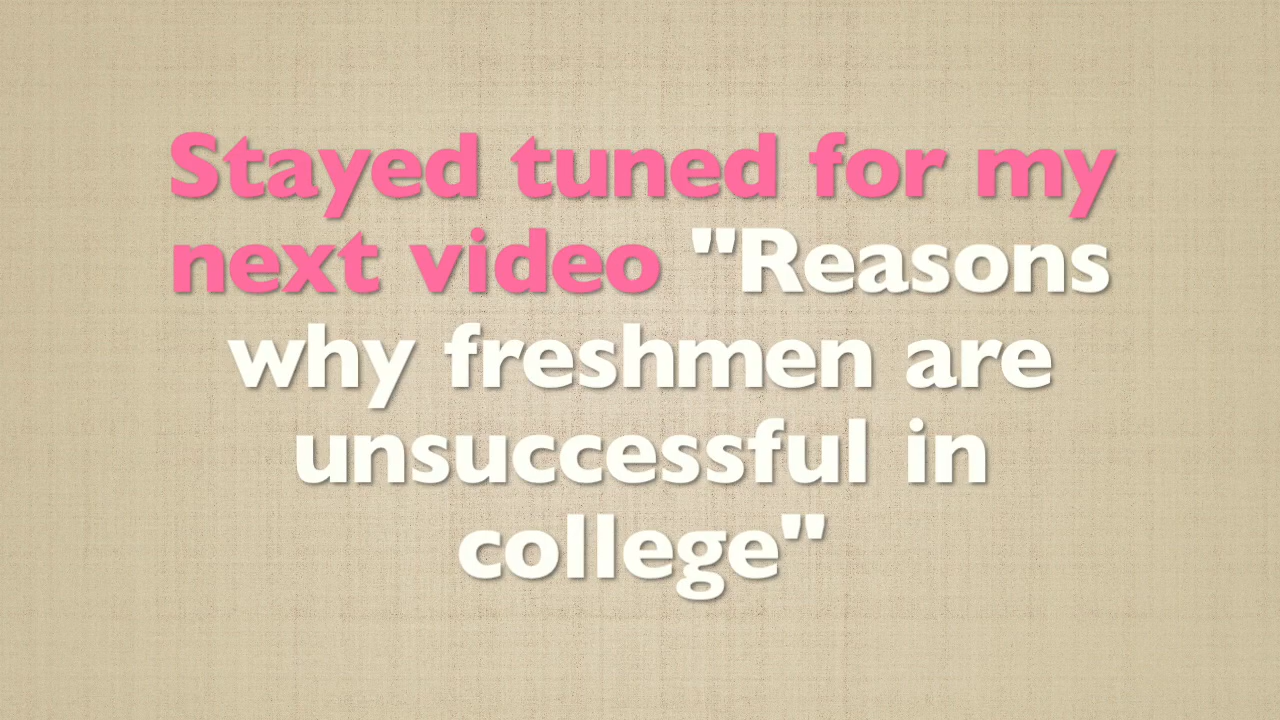 Stayed tuned for my
next video "Reasons
why freshmen are
unsuccessful in
college"